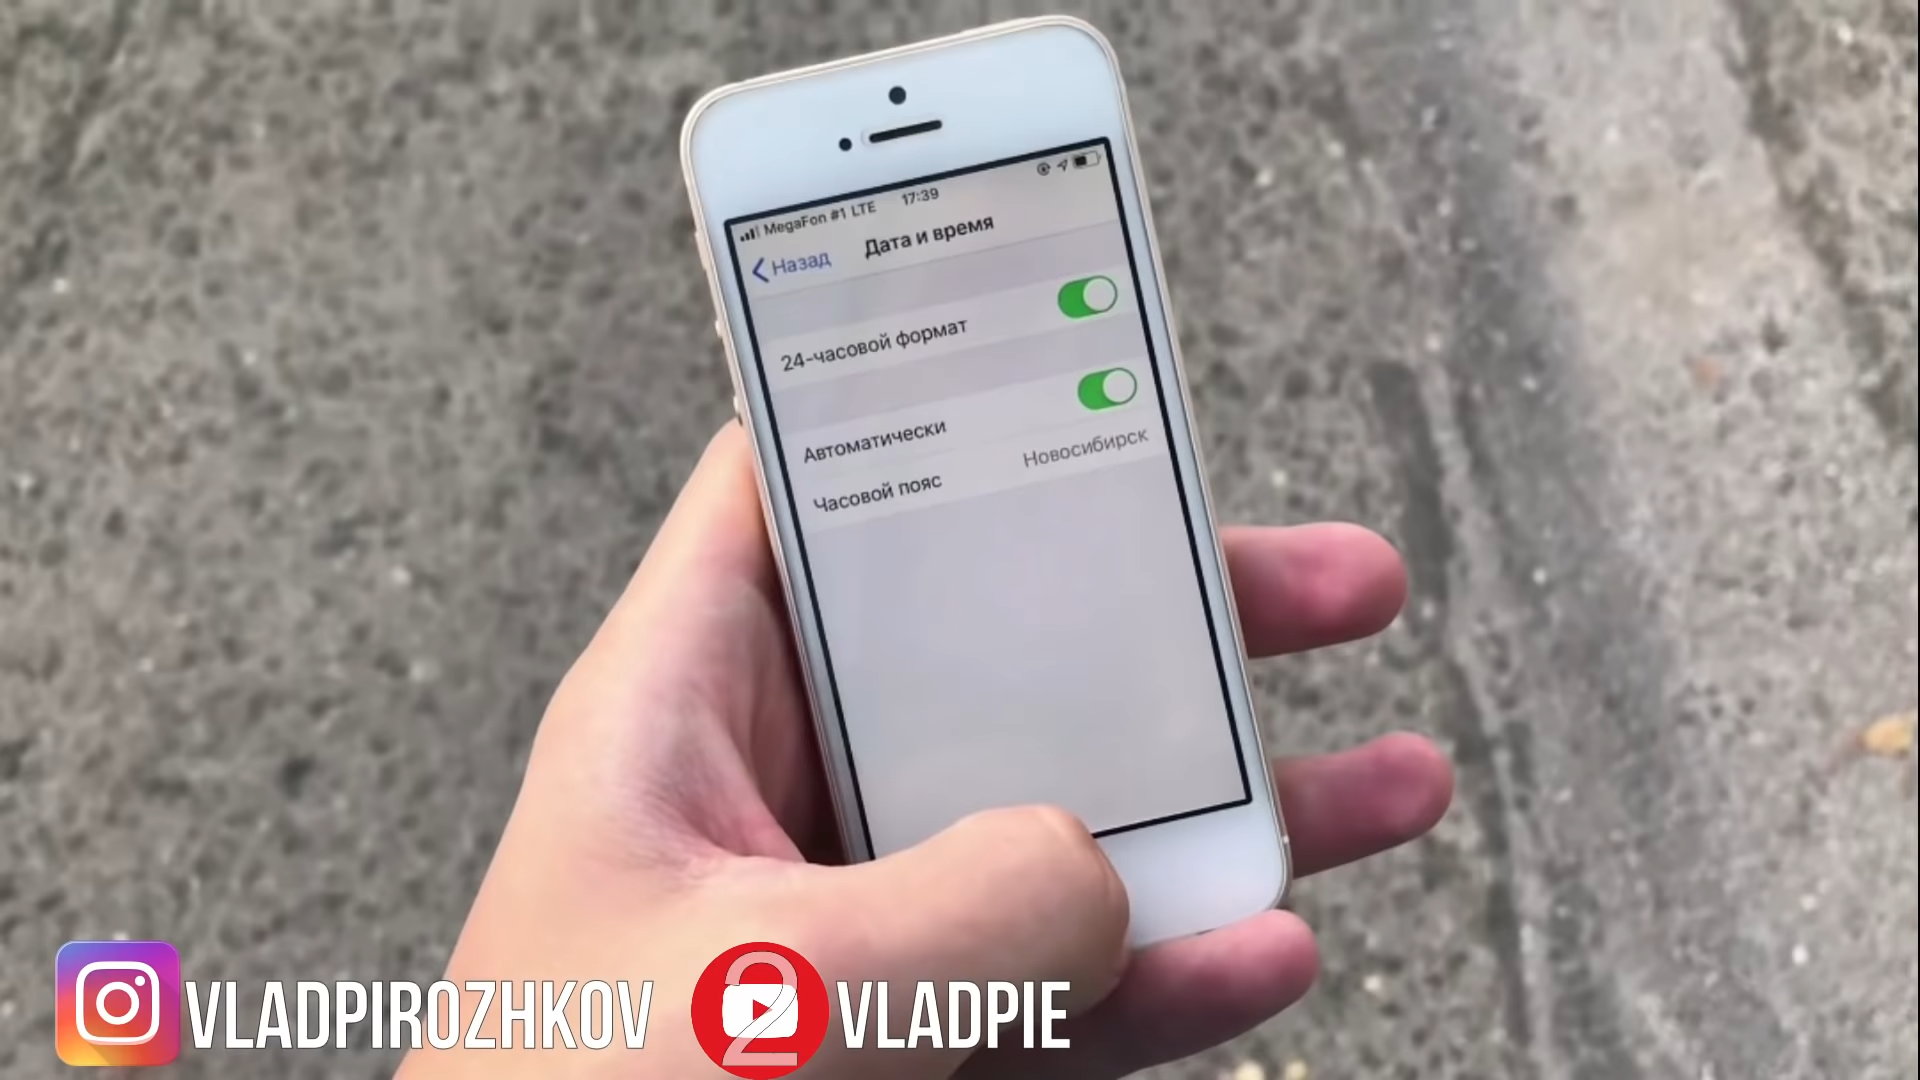 MegaFon #1 LTE 17:39
Назад Дата и время
24-часовой формат
Автоматически
Часовой пояс Новосибирск
VLADPIROZHKOV 2 VLADPIE